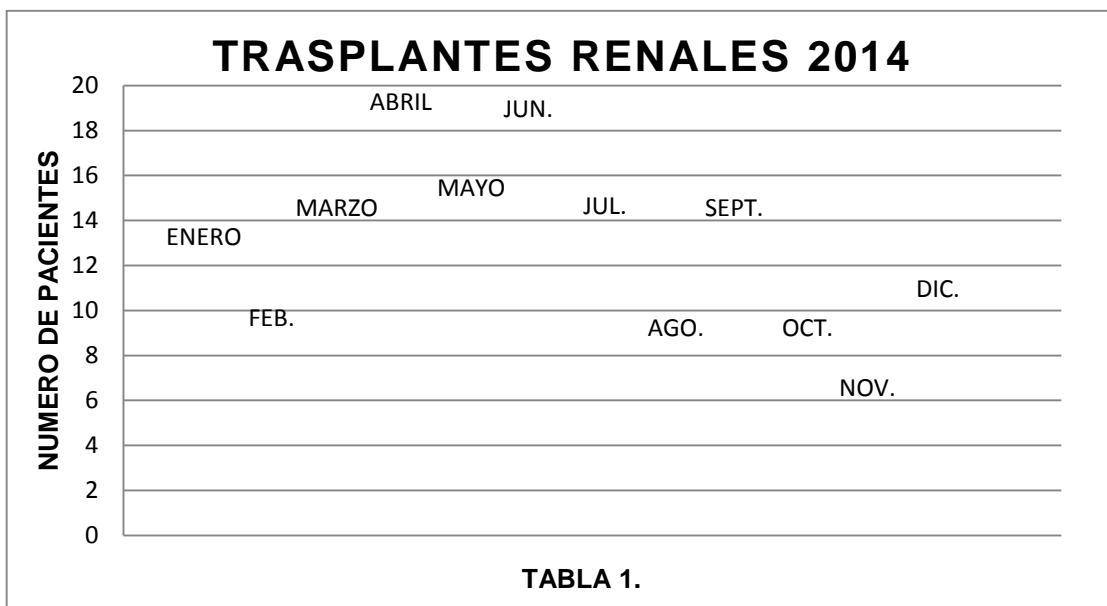 TRASPLANTES RENALES 2014
NUMERO DE PACIENTES
20
18
16
14
12
10
8
6
4
2
0
ENERO
FEB.
MARZO
ABRIL
MAYO
JUN.
JUL.
AGO.
SEPT.
OCT.
NOV.
DIC.
TABLA 1.